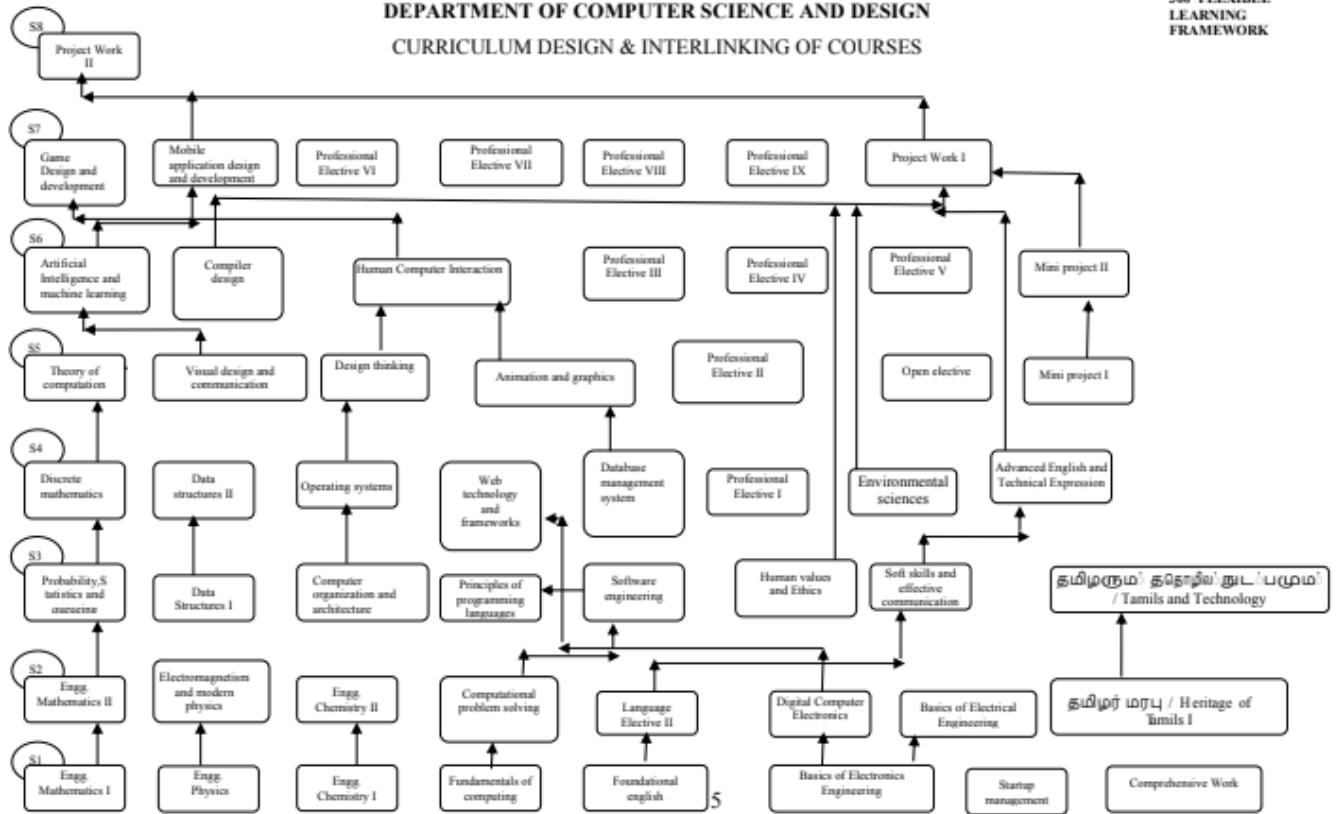 DEPARTMENT OF COMPUTER SCIENCE AND DESIGN
LEARNING
FRAMEWORK
CURRICULUM DESIGN & INTERLINKING OF COURSES
S8
Project Work
II
S7
Game
Design and
development
Mobile
application design
and development
Professional
Elective VI
Professional
Elective VII
Professional
Elective VIII
Professional
Elective IX
Project Work I
S6
Artificial
Intelligence and
machine learning
Compiler
design
Human Computer Interaction
Professional
Elective III
Professional
Elective IV
Professional
Elective V
Mini project II
S5
Theory of
computation
Visual design and
communication
Design thinking
Animation and graphics
Professional
Elective II
Open elective
Mini project I
S4
Discrete
mathematics
Data
structures II
Operating systems
Web
technology
and
frameworks
Database
management
system
Professional
Elective I
Environmental
sciences
Advanced English and
Technical Expression
S3
Probability,S
tatistics and
queueing
Data
Structures I
Computer
organization and
architecture
Principles of
programming
languages
Software
engineering
Human values
and Ethics
Soft skills and
effective
communication
/ Tamils and Technology
S2
Engg.
Mathematics II
Electromagnetism
and modern
physics
Engg.
Chemistry II
Computational
problem solving
Language
Elective II
Digital Computer
Electronics
Basics of Electrical
Engineering
தமிழர் மரபு / Heritage of
Tamils I
S1
Engg.
Mathematics I
Engg.
Physics
Engg.
Chemistry I
Fundamentals of
computing
Foundational
english
5
Basics of Electronics
Engineering
Startup
management
Comprehensive Work